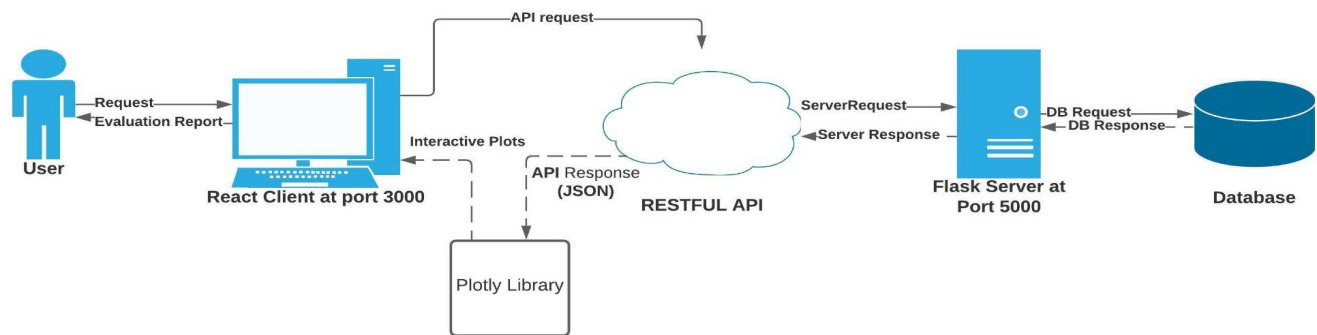 API request
Request
Evaluation Report
User
React Client at port 3000
Interactive Plots
API Response
(JSON)
Plotly Library
RESTFUL API
ServerRequest
Server Response
Flask Server at
Port 5000
DB Request
DB Response
Database